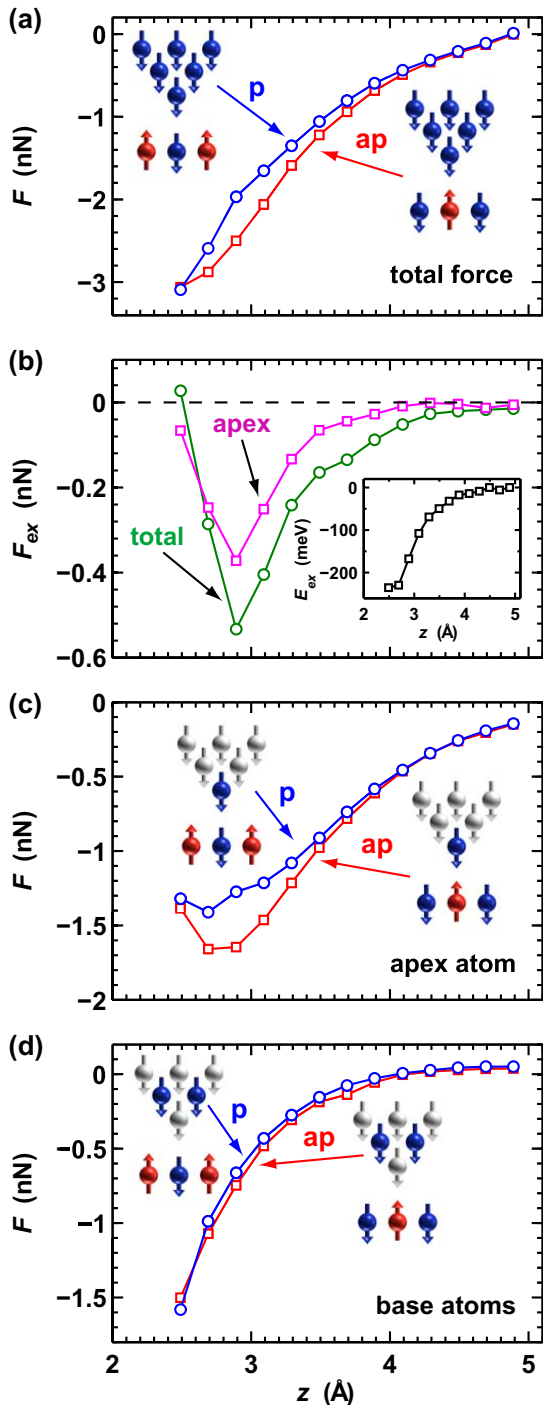 (a)
0
−1
−2
−3
F (nN)
p
ap
total force
(b)
0
−0.2
−0.4
−0.6
F_ex (nN)
apex
total
0
−100
−200
E_ex (meV)
2 3 4 5
z (Å)
(c)
0
−0.5
−1
−1.5
−2
F (nN)
p
ap
apex atom
(d)
0
−0.5
−1
−1.5
F (nN)
p
ap
base atoms
2 3 4 5
z (Å)